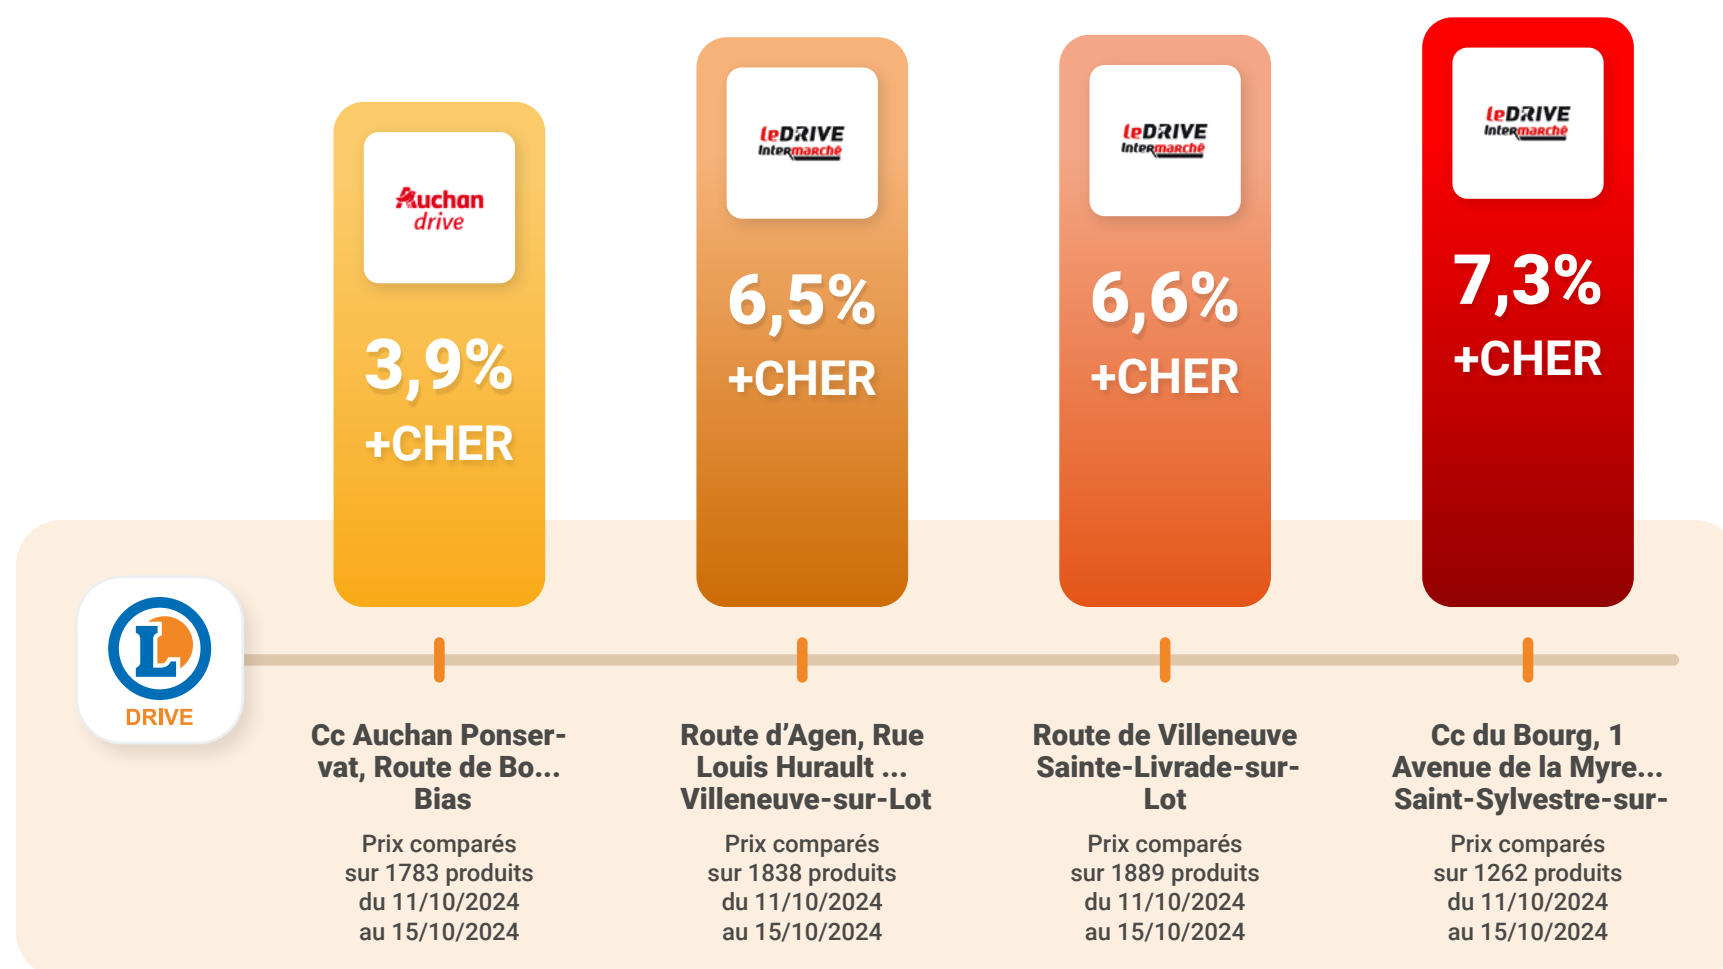 Auchan
drive
3,9%
+CHER
leDRIVE
Intermarché
6,5%
+CHER
leDRIVE
Intermarché
6,6%
+CHER
leDRIVE
Intermarché
7,3%
+CHER
L
DRIVE
Cc Auchan Ponser-
vat, Route de Bo...
Bias
Prix comparés
sur 1783 produits
du 11/10/2024
au 15/10/2024
Route d'Agen, Rue
Louis Hurault ...
Villeneuve-sur-Lot
Prix comparés
sur 1838 produits
du 11/10/2024
au 15/10/2024
Route de Villeneuve
Sainte-Livrade-sur-
Lot
Prix comparés
sur 1889 produits
du 11/10/2024
au 15/10/2024
Cc du Bourg, 1
Avenue de la Myre...
Saint-Sylvestre-sur-
Prix comparés
sur 1262 produits
du 11/10/2024
au 15/10/2024